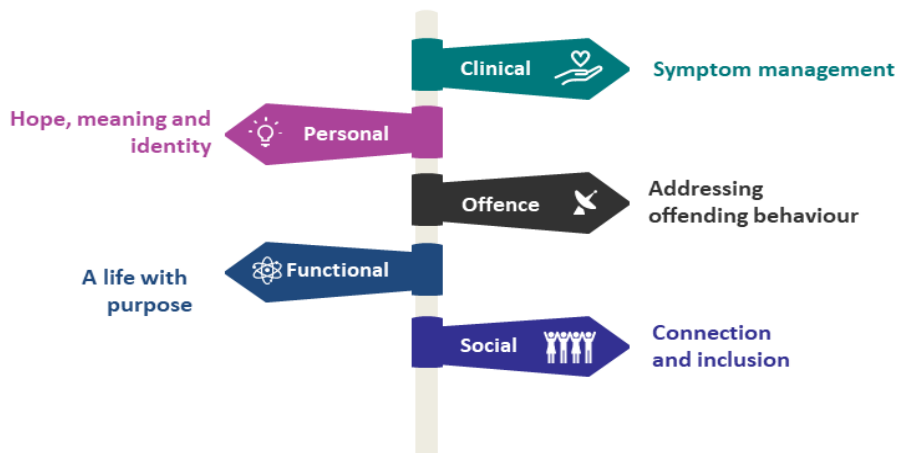 Clinical
Symptom management
Hope, meaning and
identity
Personal
Offence
Addressing
offending behaviour
A life with
purpose
Functional
Social
Connection
and inclusion